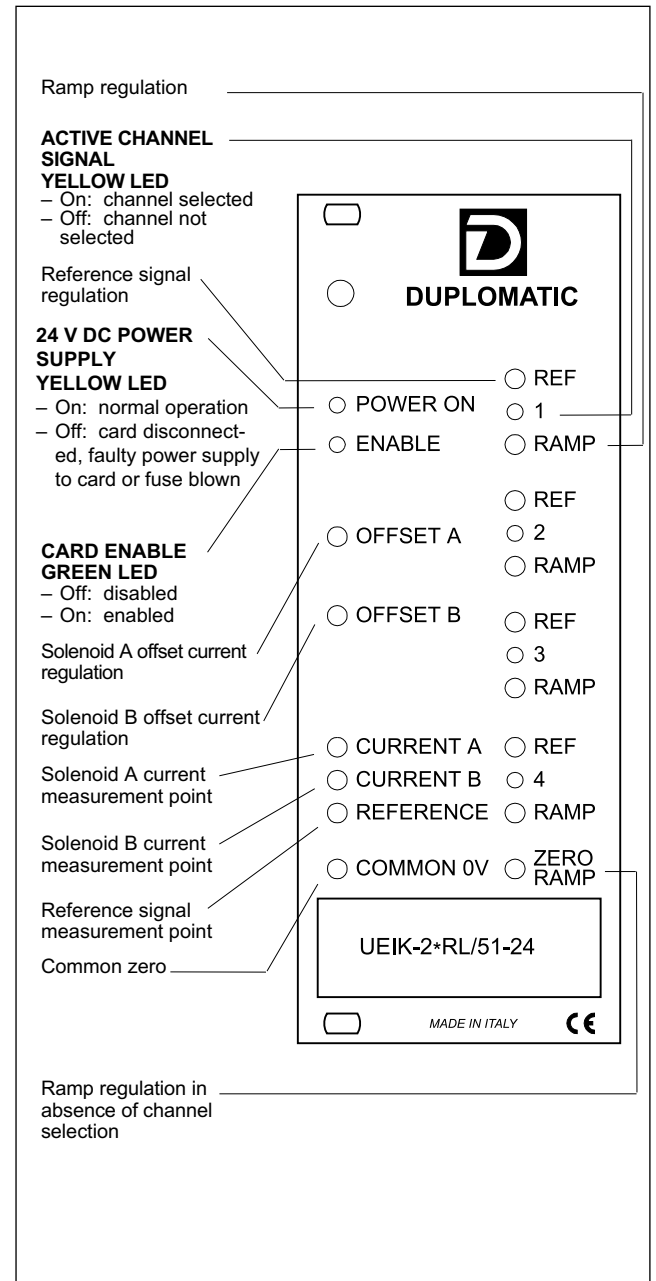 Ramp regulation
ACTIVE CHANNEL
SIGNAL
YELLOW LED
– On: channel selected
– Off: channel not
selected
Reference signal
regulation
24 V DC POWER
SUPPLY
YELLOW LED
– On: normal operation
– Off: card disconnect-
ed, faulty power supply
to card or fuse blown
CARD ENABLE
GREEN LED
– Off: disabled
– On: enabled
Solenoid A offset current
regulation
Solenoid B offset current
regulation
Solenoid A current
measurement point
Solenoid B current
measurement point
Reference signal
measurement point
Common zero
Ramp regulation in
absence of channel
selection
D
DUPLOMATIC
POWER ON
ENABLE
OFFSET A
OFFSET B
CURRENT A
CURRENT B
REFERENCE
COMMON 0V
REF
1
RAMP
REF
2
RAMP
REF
3
RAMP
REF
4
RAMP
ZERO
RAMP
UEIK-2*RL/51-24
MADE IN ITALY
CE